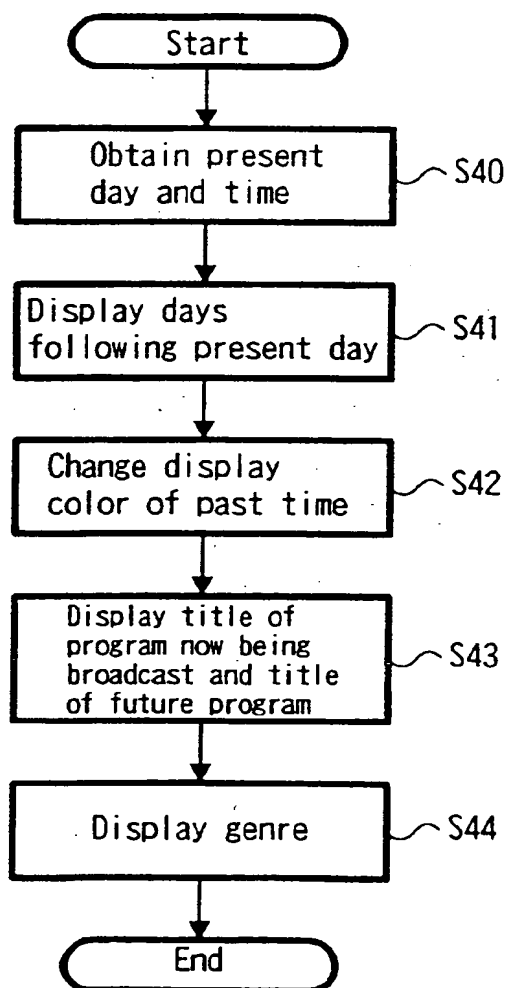 Start
Obtain present
day and time
S40
Display days
following present day
S41
Change display
color of past time
S42
Display title of
program now being
broadcast and title
of future program
S43
Display genre
S44
End